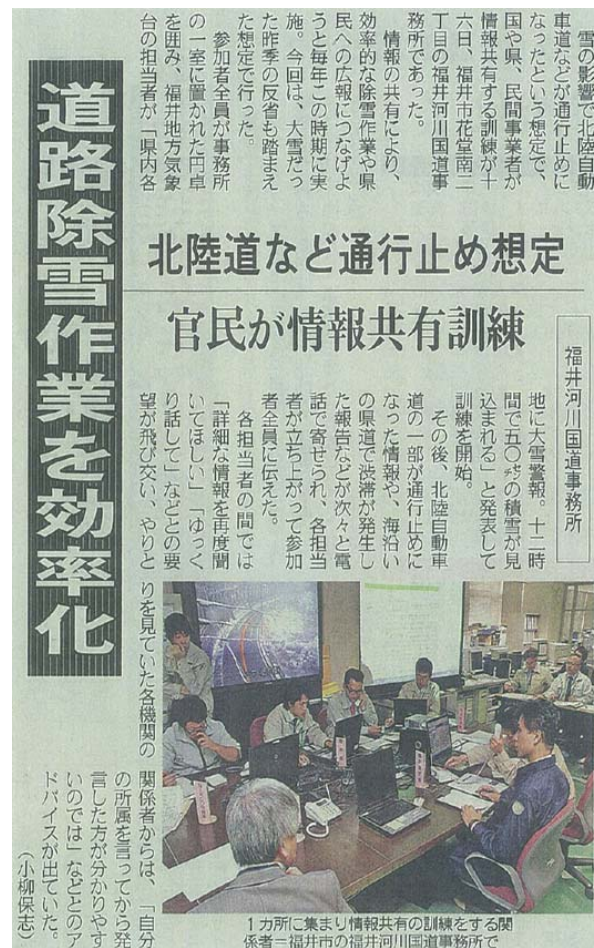 道路除雪作業を効率化
北陸道など通行止め想定
官民が情報共有訓練
福井河川国道事務所
雪の影響で北陸自動
車道などが通行止めに
なったという想定で、
国や県、民間事業者が
情報共有する訓練が十
六日、福井市花堂南二
丁目の福井河川国道事
務所であった。
情報の共有により、
効率的な除雪作業や県
民への広報につなげよ
うと毎年この時期に実
施。今回は、大雪だっ
た昨季の反省も踏まえ
た想定で行った。
参加者全員が事務所
の一室に置かれた円卓
を囲み、福井地方気象
台の担当者が「県内各
地に大雪警報。十二時
間で五〇㌢の積雪が見
込まれる」と発表して
訓練を開始。
その後、北陸自動車
道の一部が通行止めに
なった情報や、海沿い
の県道で渋滞が発生し
た報告などが次々と電
話で寄せられ、各担当
者が立ち上がって参加
者全員に伝えた。
各担当者の間では
「詳細な情報を再度聞
いてほしい」「ゆっく
り話して」などとの要
望が飛び交い、やりと
りを見ていた各機関の
関係者からは、「自分
の所属を言ってから発
言した方が分かりやす
いのでは」などとのア
ドバイスが出ていた。
（小柳保志）
1カ所に集まり情報共有の訓練をする関
係者＝福井市の福井河川国道事務所で